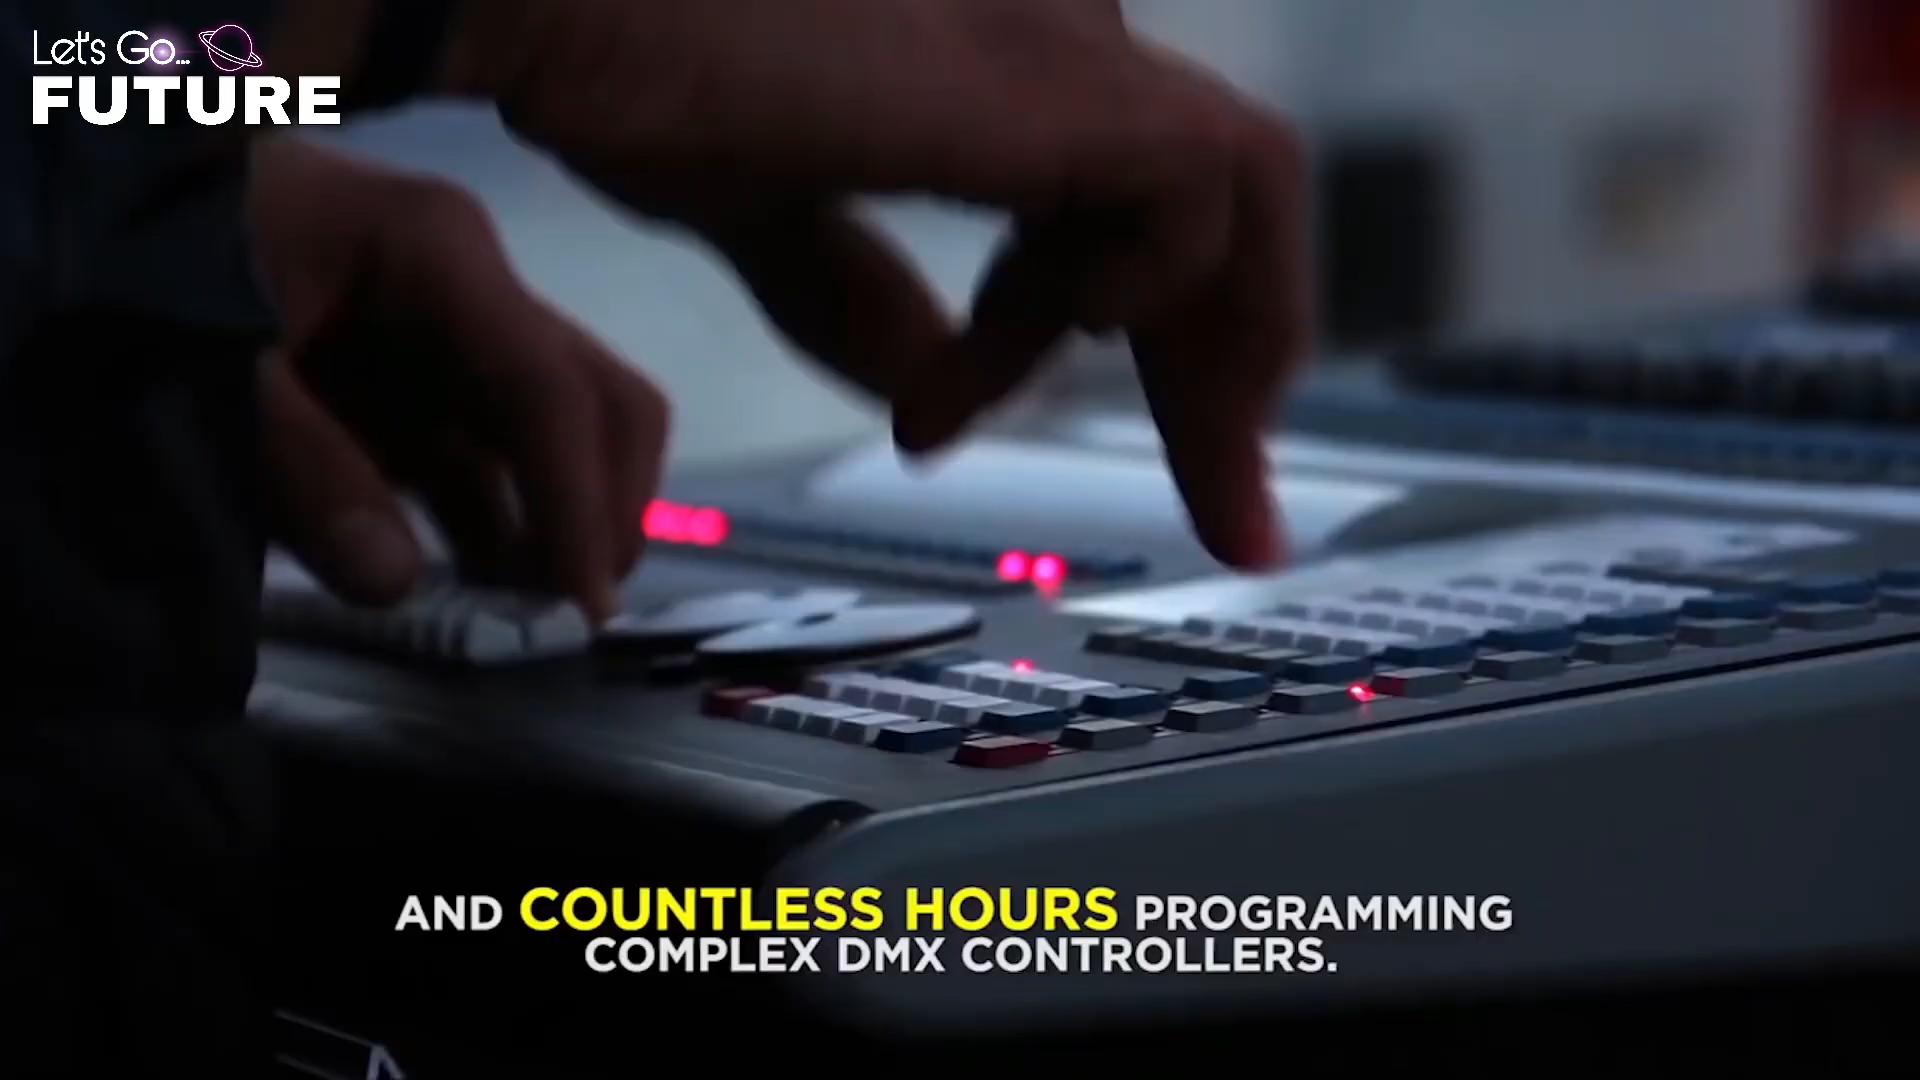 Let's Go...
FUTURE
AND COUNTLESS HOURS PROGRAMMING
COMPLEX DMX CONTROLLERS.